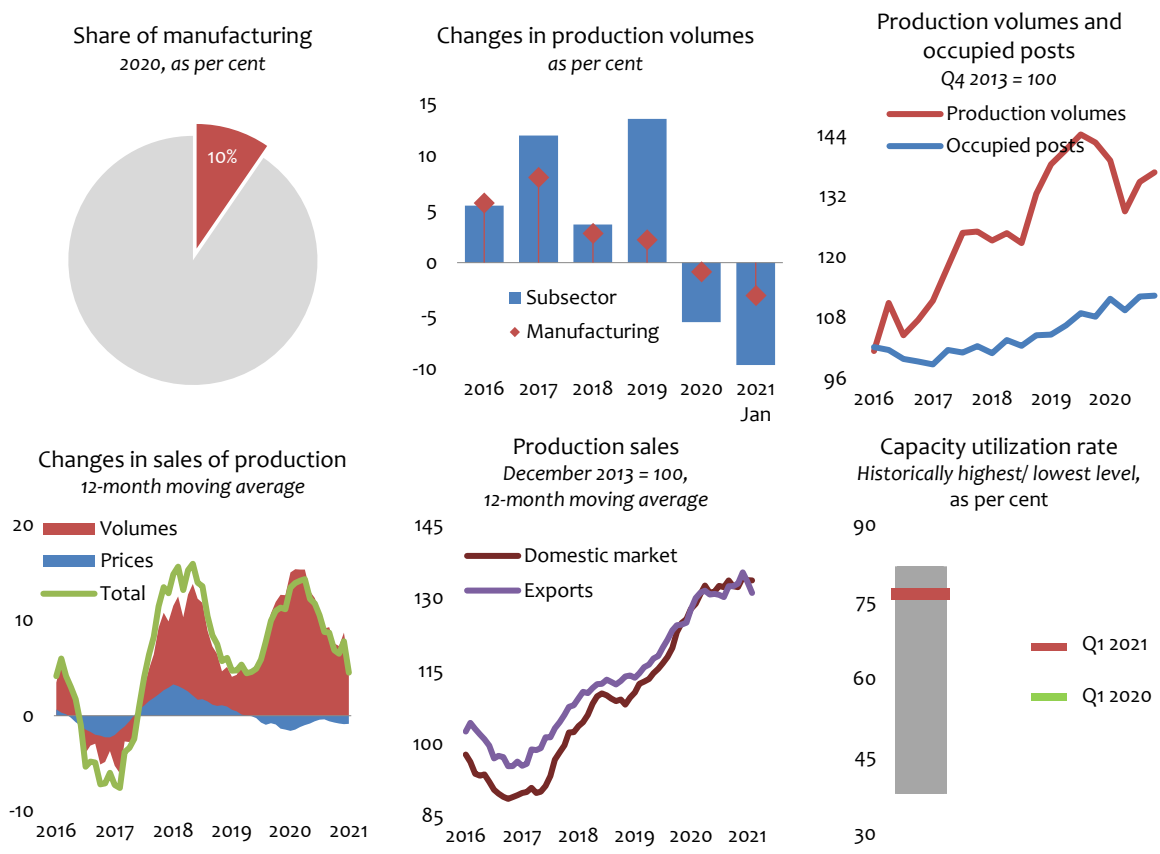 Share of manufacturing
2020, as per cent
10%
Changes in production volumes
as per cent
15
10
5
0
-5
-10
Subsector
Manufacturing
2016 2017 2018 2019 2020 2021
Jan
Production volumes and
occupied posts
Q4 2013 = 100
Production volumes
Occupied posts
144
132
120
108
96
2016 2017 2018 2019 2020
Changes in sales of production
12-month moving average
20
10
0
-10
Volumes
Prices
Total
2016 2017 2018 2019 2020 2021
Production sales
December 2013 = 100,
12-month moving average
145
130
115
100
85
Domestic market
Exports
2016 2017 2018 2019 2020 2021
Capacity utilization rate
Historically highest/ lowest level,
as per cent
90
75
60
45
30
Q1 2021
Q1 2020